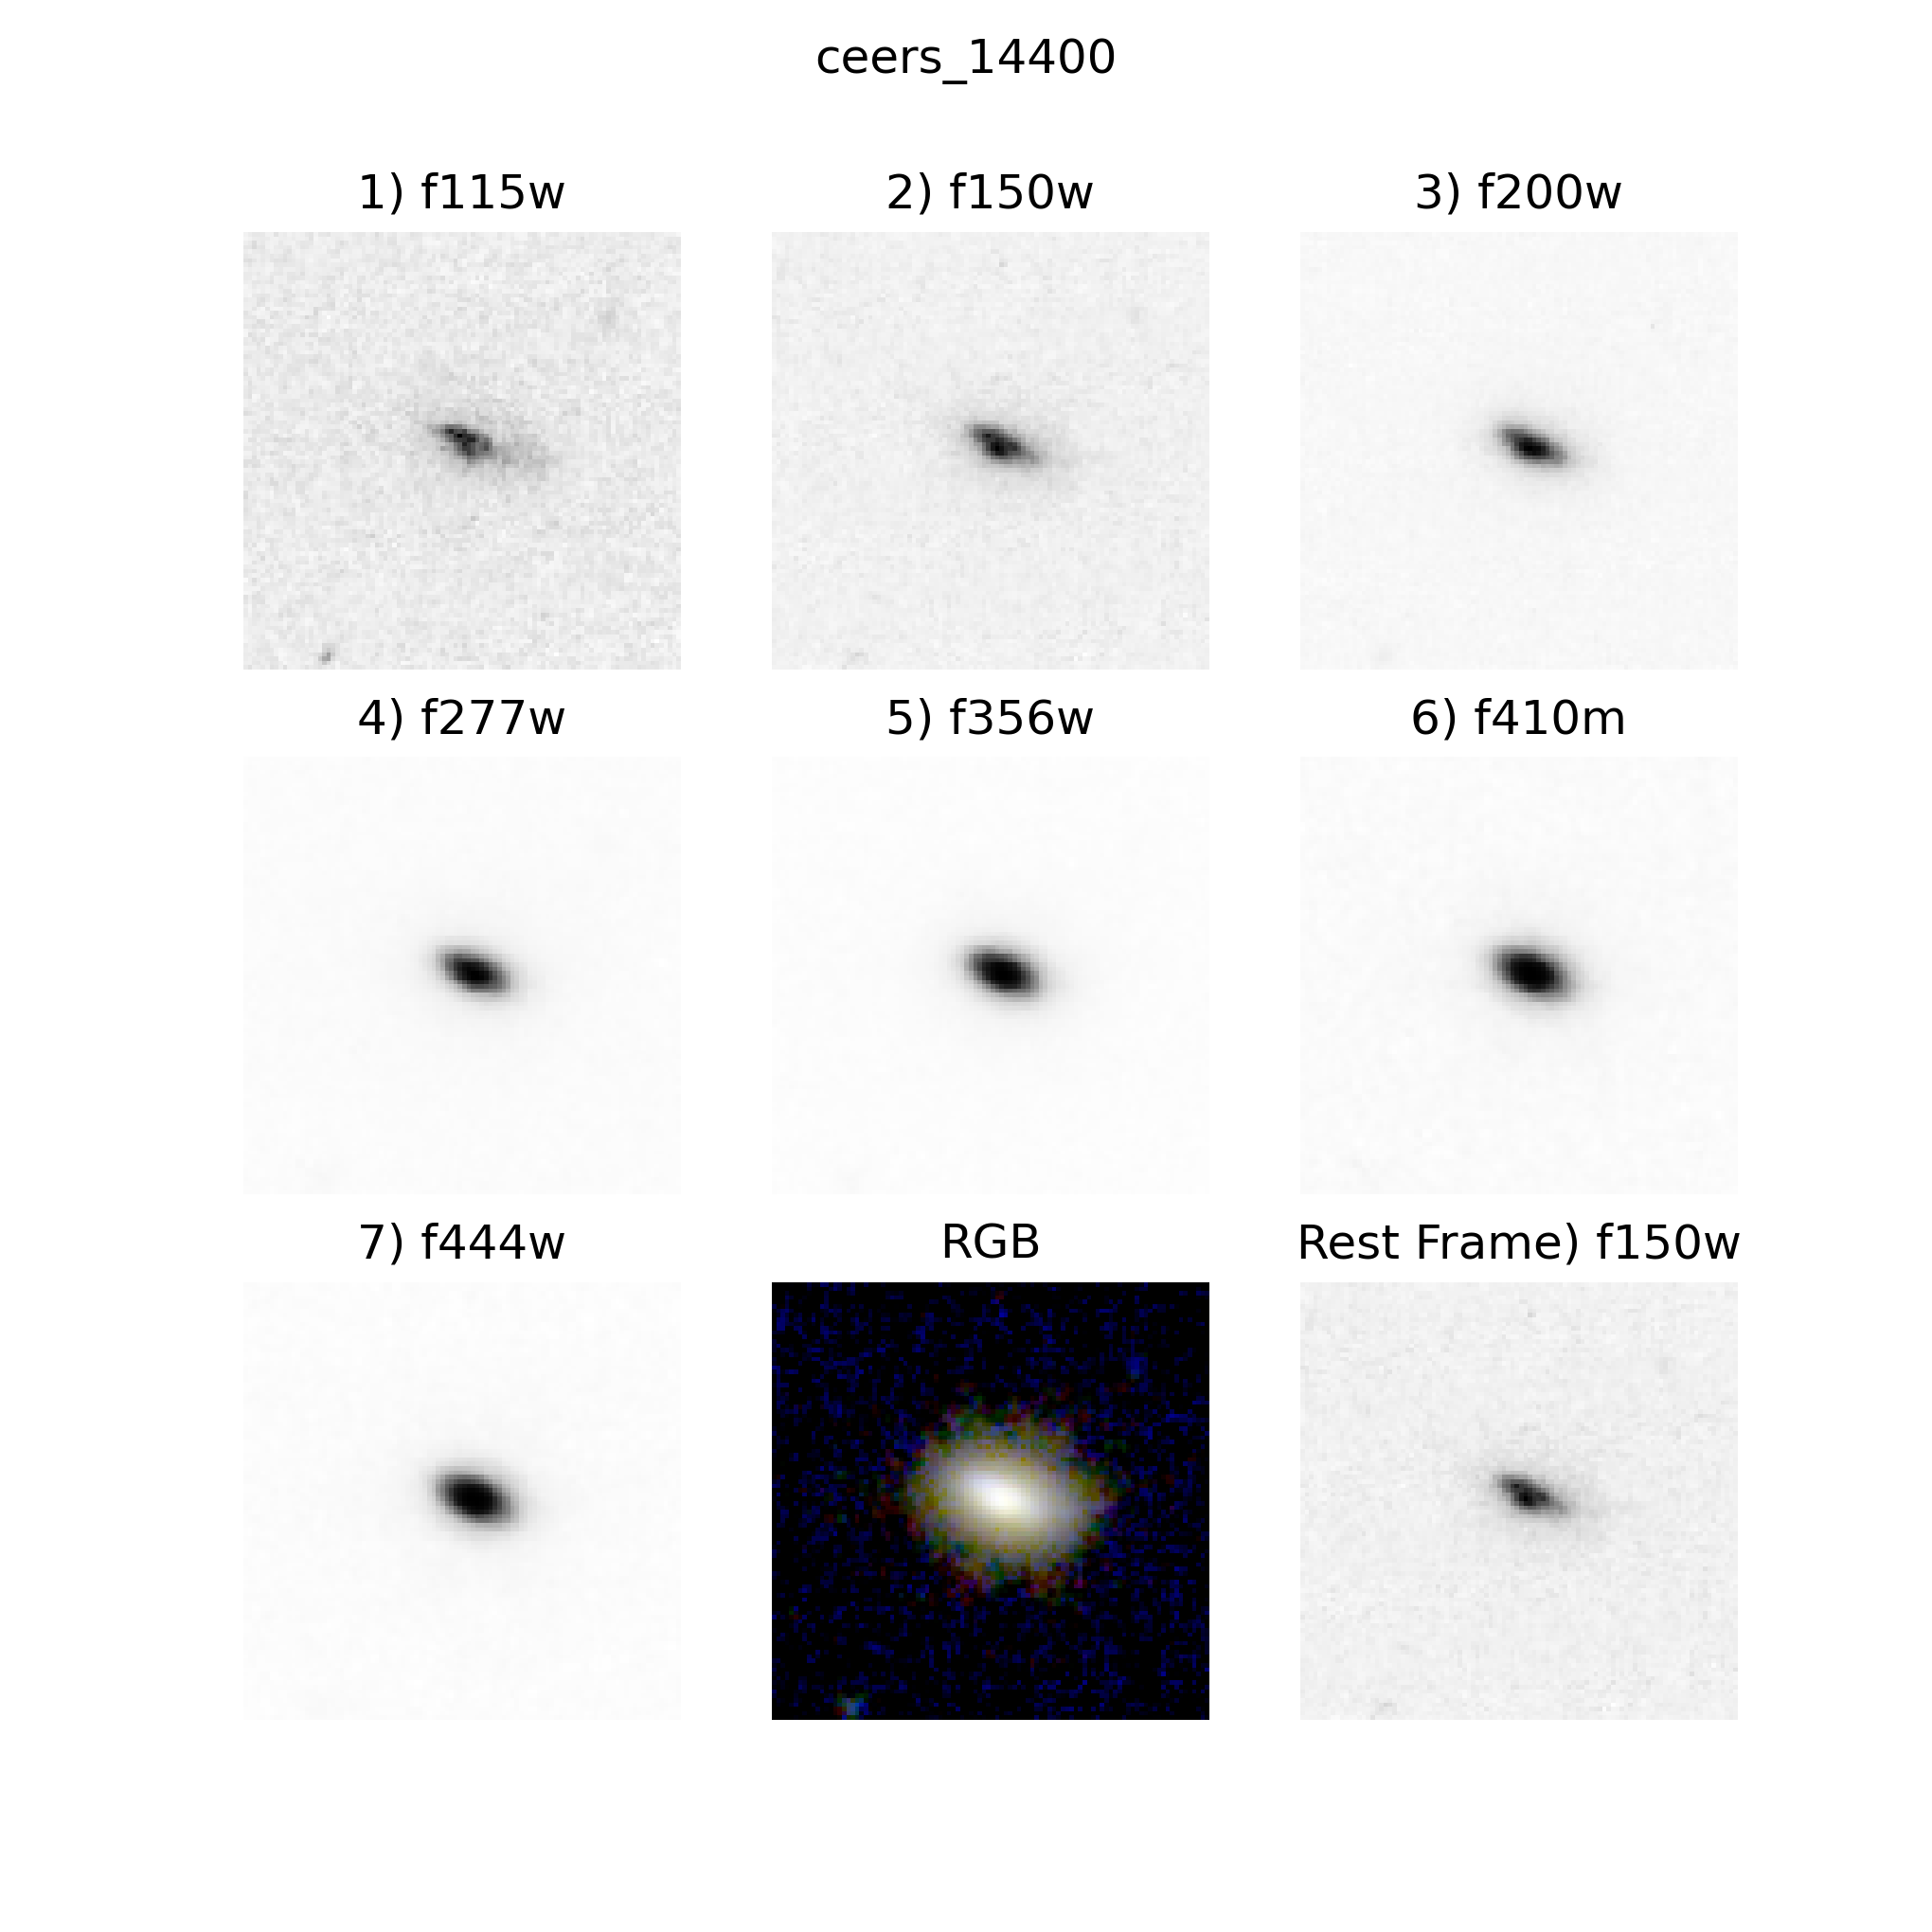 ceers_14400
1) f115w
2) f150w
3) f200w
4) f277w
5) f356w
6) f410m
7) f444w
RGB
Rest Frame) f150w